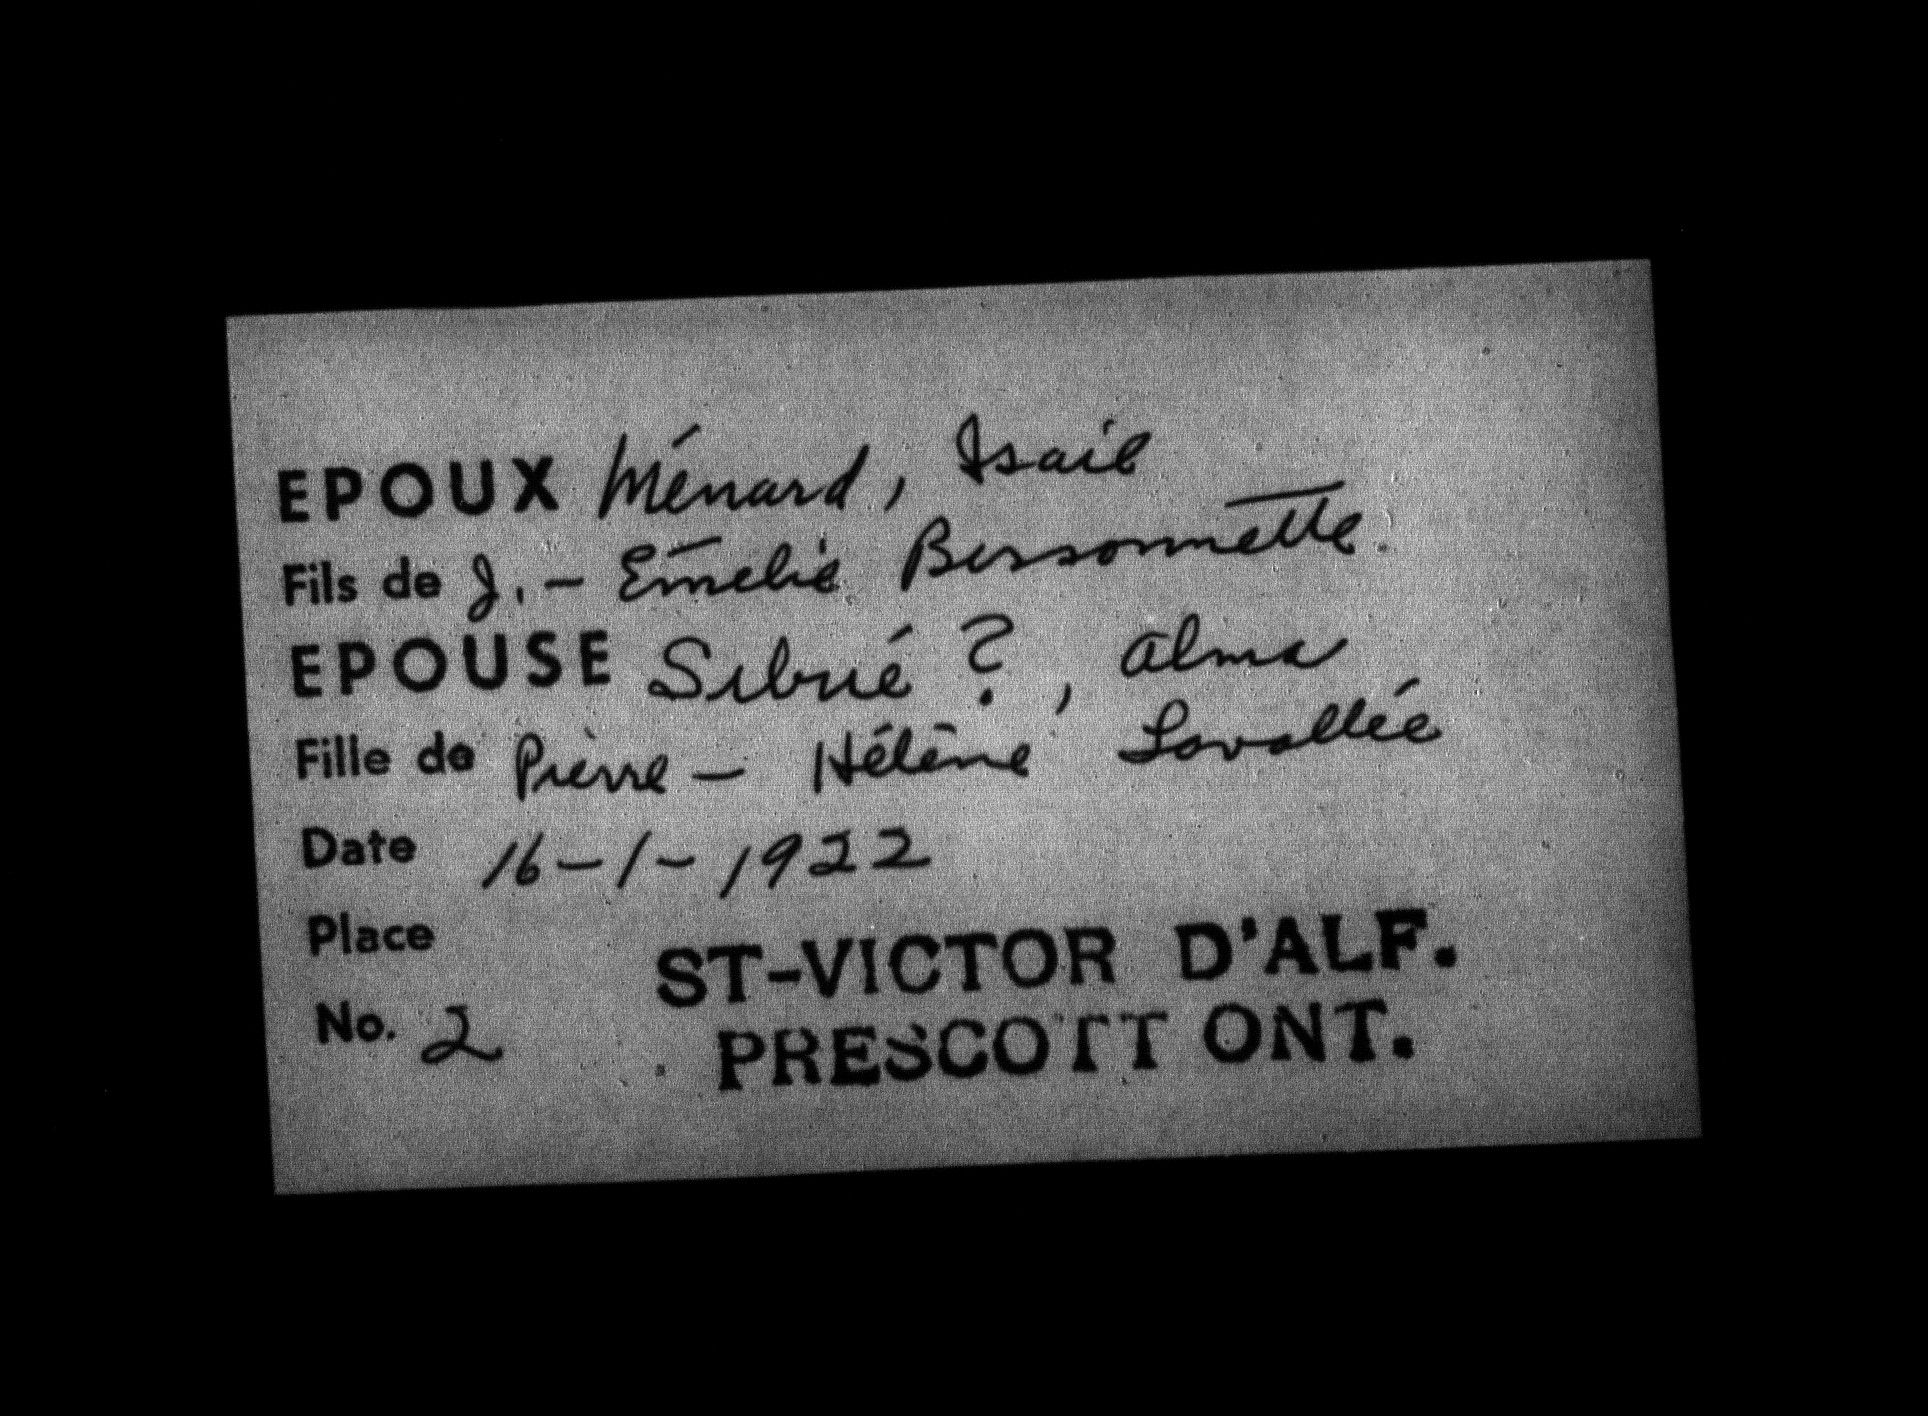 EPOUX Ménard, Isaïe
Fils de J. - Emélie Bissonnette
EPOUSE Sibué ?, Alma
Fille de Pierre - Hélène Lavallée
Date 16-1-1922
Place
ST-VICTOR D'ALF.
No. 2
PRESCOTT ONT.